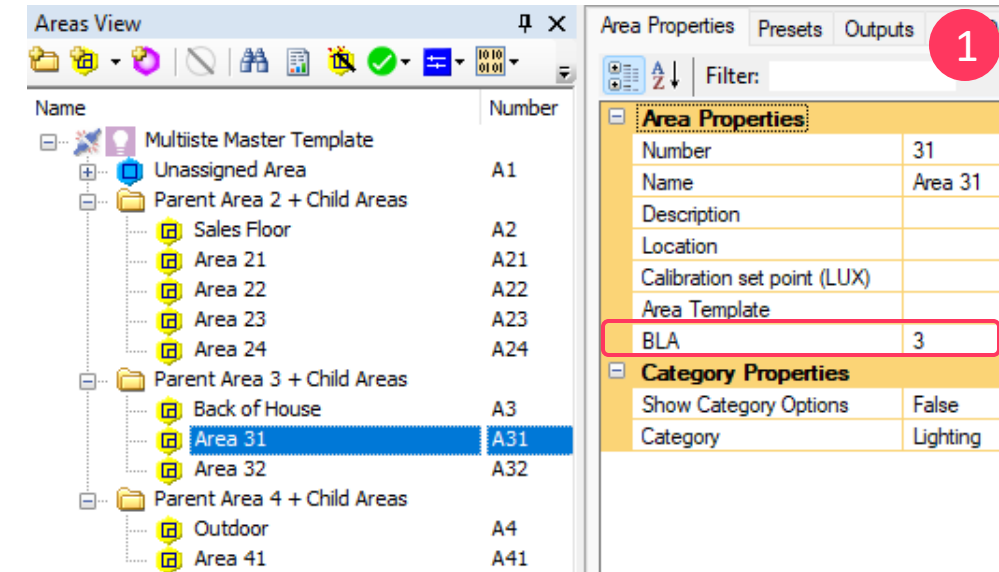 Areas View
Name Number
Multiiste Master Template
Unassigned Area A1
Parent Area 2 + Child Areas
Sales Floor A2
Area 21 A21
Area 22 A22
Area 23 A23
Area 24 A24
Parent Area 3 + Child Areas
Back of House A3
Area 31 A31
Area 32 A32
Parent Area 4 + Child Areas
Outdoor A4
Area 41 A41
Area Properties Presets Outputs
1
Filter:
Area Properties
Number 31
Name Area 31
Description
Location
Calibration set point (LUX)
Area Template
BLA 3
Category Properties
Show Category Options False
Category Lighting